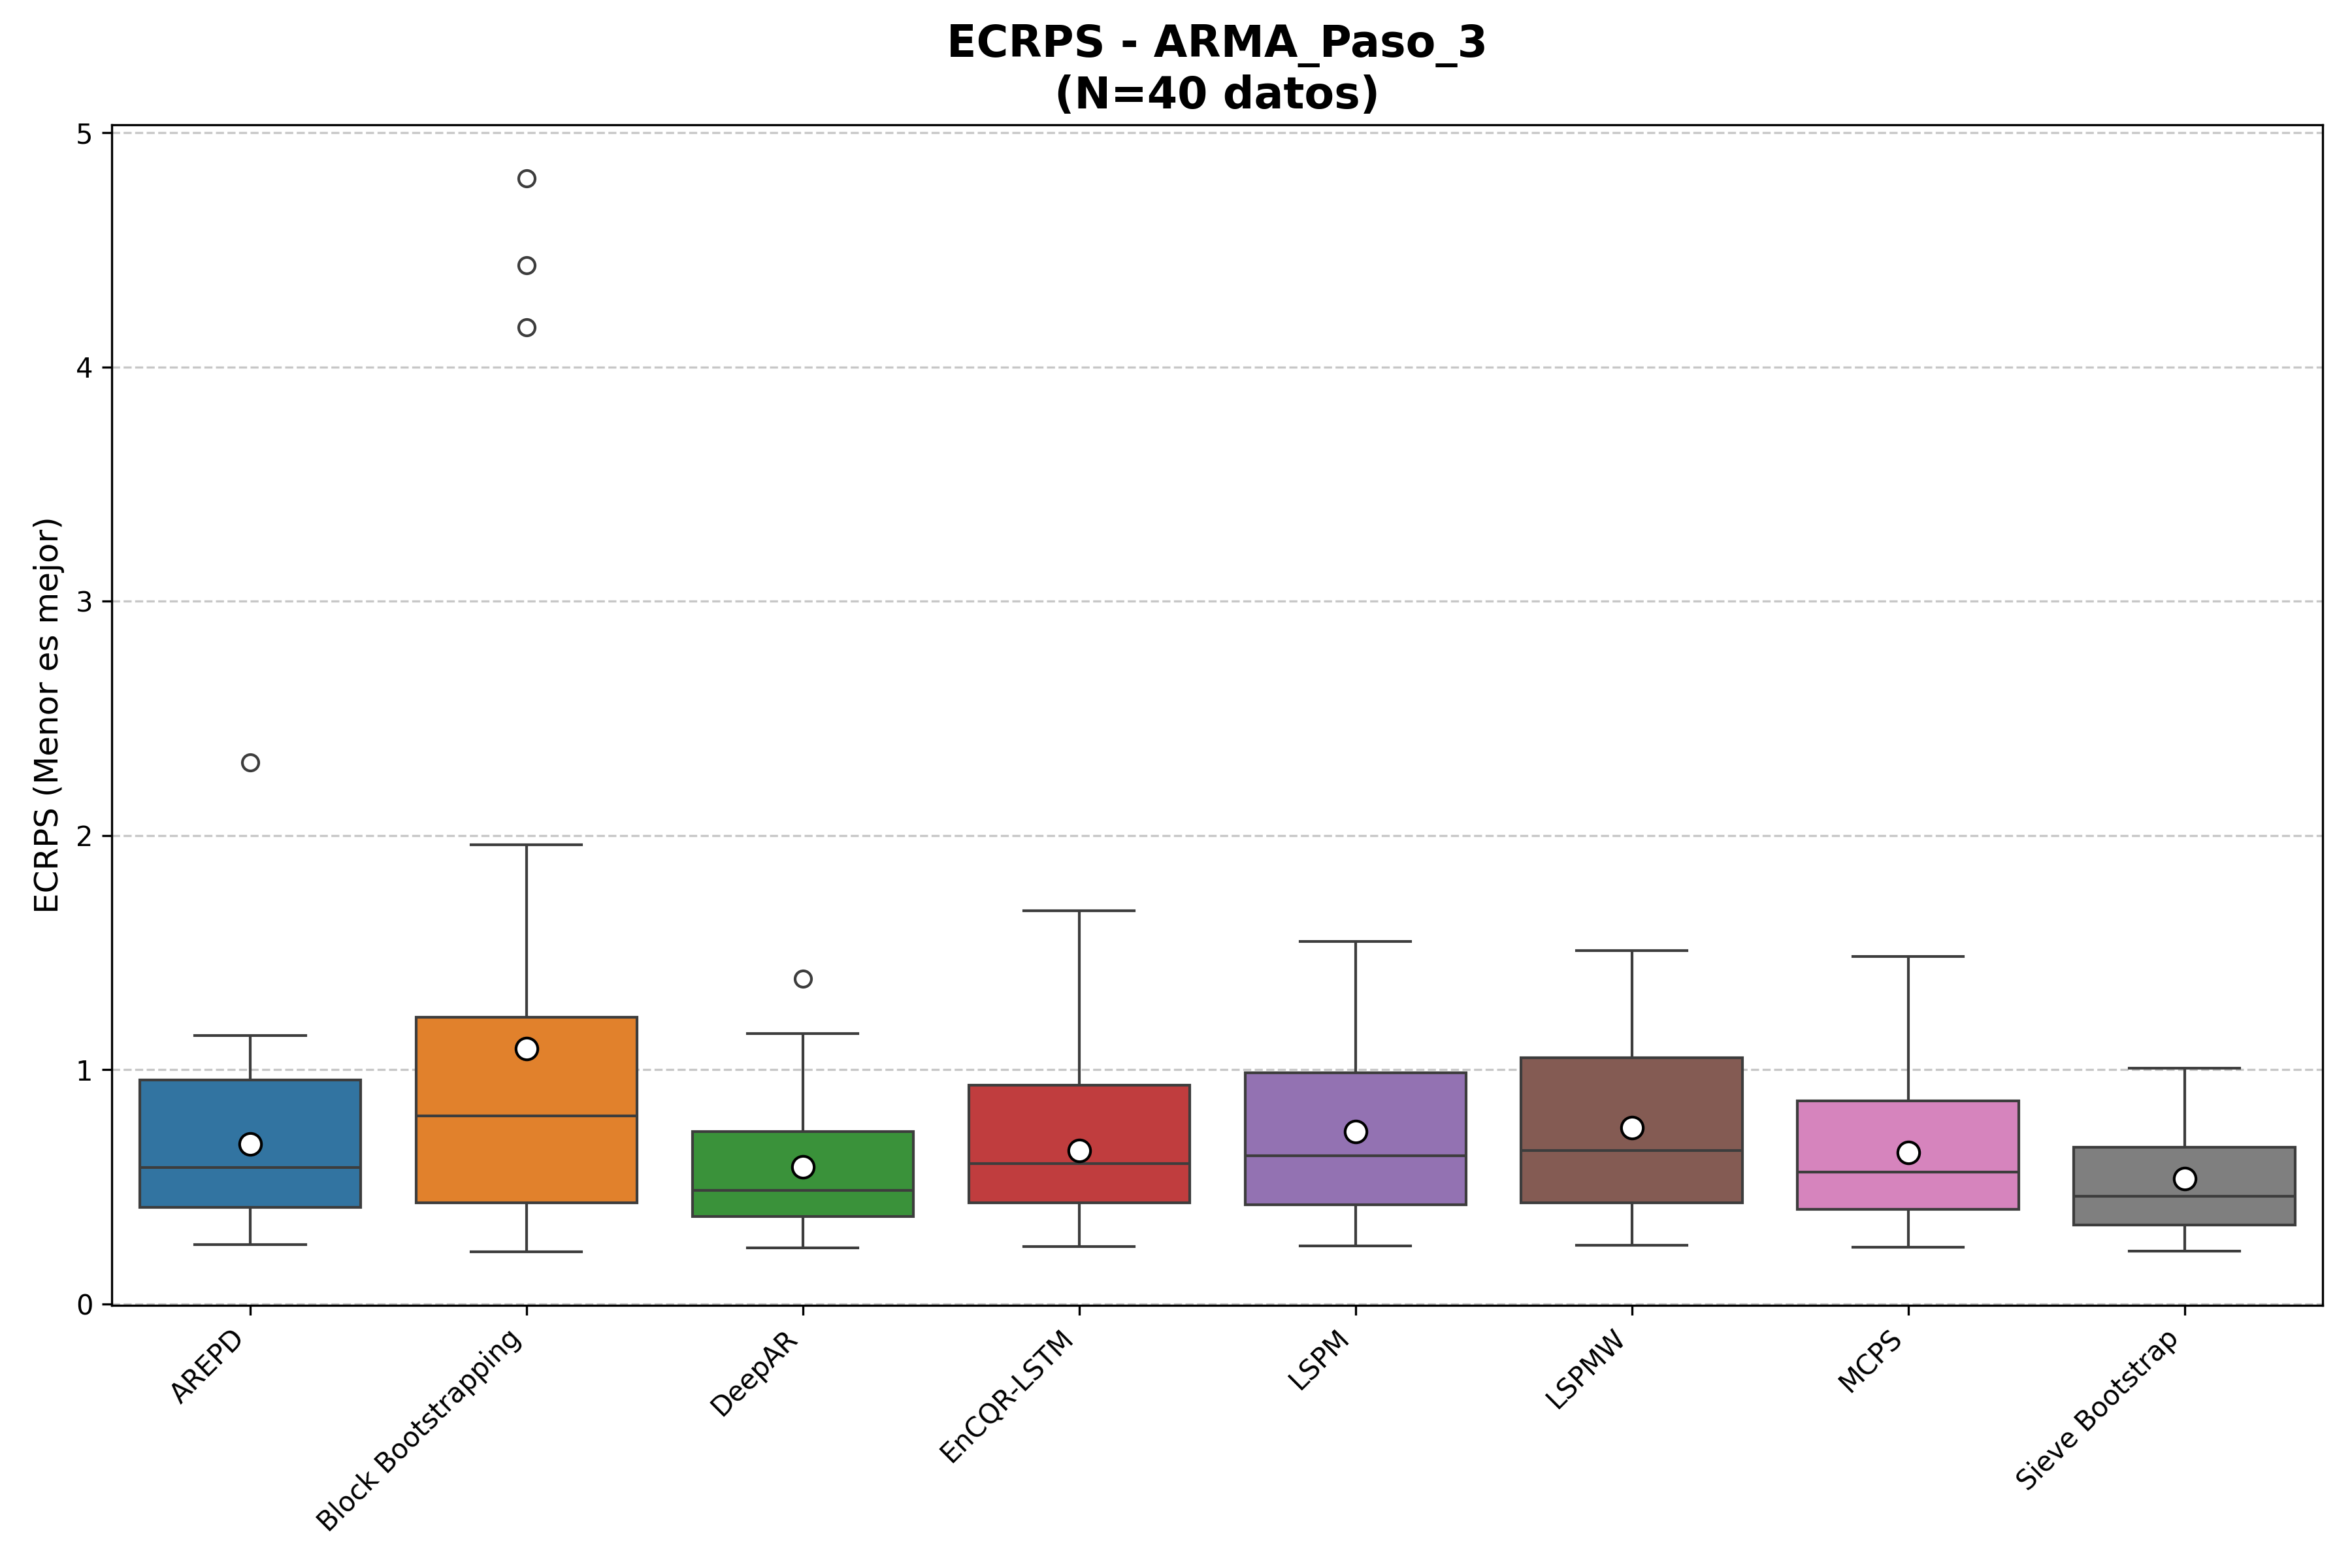 ECRPS - ARMA_Paso_3
(N=40 datos)
ECRPS (Menor es mejor)
5
4
3
2
1
0
AREPD
Block Bootstrapping
DeepAR
EnCQR-LSTM
LSPM
LSPMW
MCPS
Sieve Bootstrap